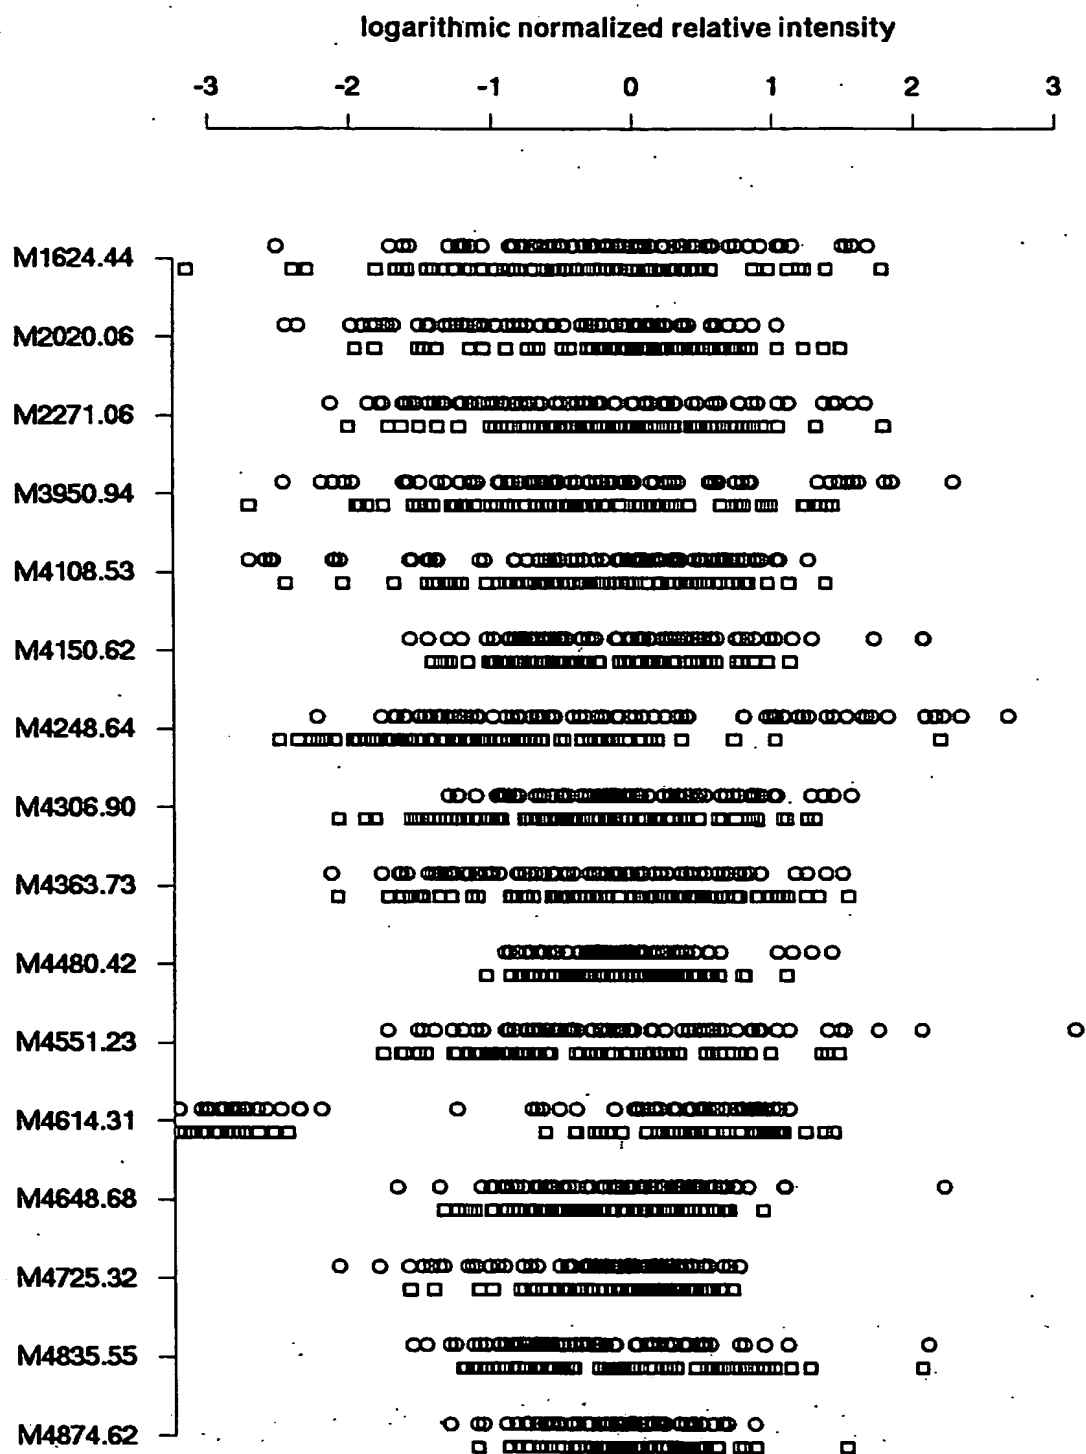 logarithmic normalized relative intensity
-3 -2 -1 0 1 2 3
M1624.44
M2020.06
M2271.06
M3950.94
M4108.53
M4150.62
M4248.64
M4306.90
M4363.73
M4480.42
M4551.23
M4614.31
M4648.68
M4725.32
M4835.55
M4874.62